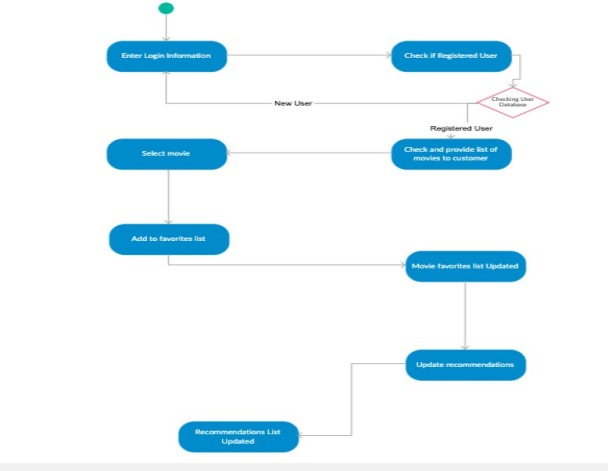 Enter Login Information
Check if Registered User
Checking User
Database
New User
Registered User
Check and provide list of
movies to customer
Select movie
Add to favorites list
Movie favorites list Updated
Update recommendations
Recommendations List
Updated